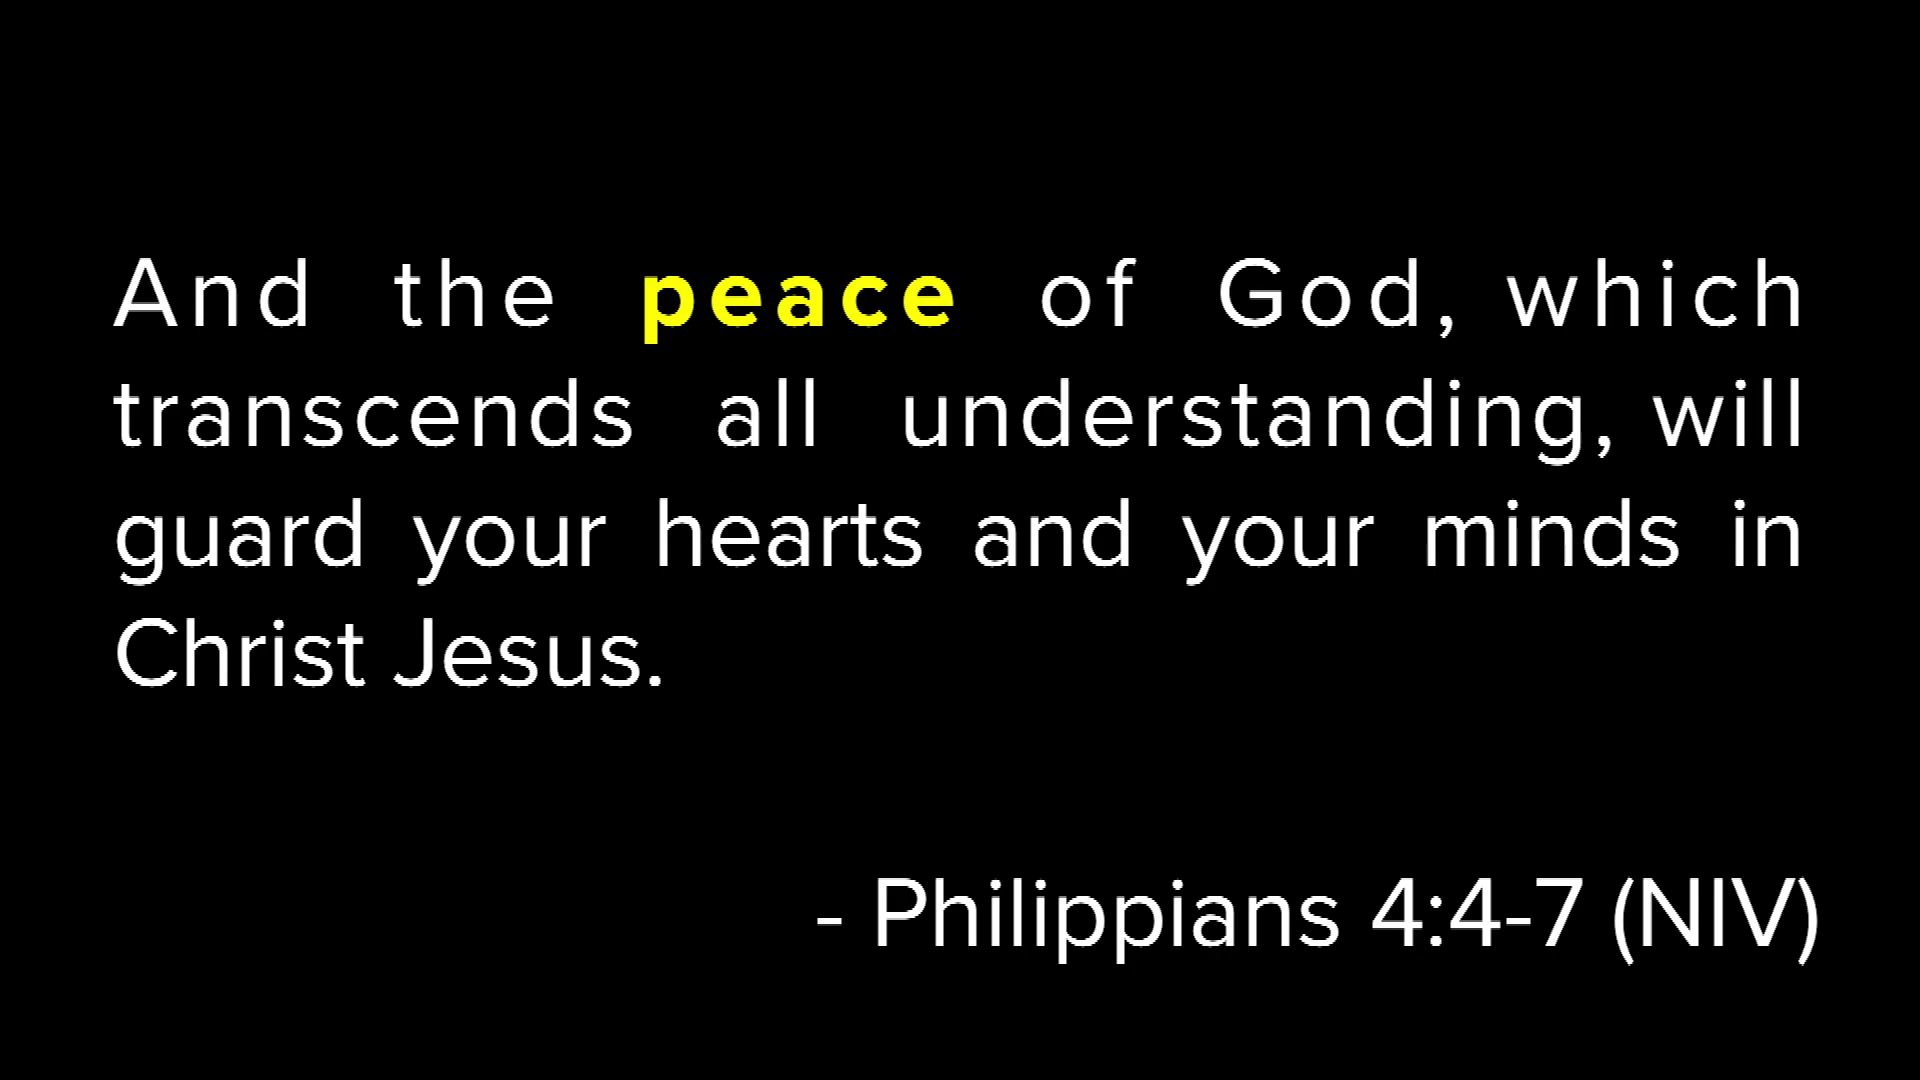 And the peace of God, which
transcends all understanding, will
guard your hearts and your minds in
Christ Jesus.
- Philippians 4:4-7 (NIV)